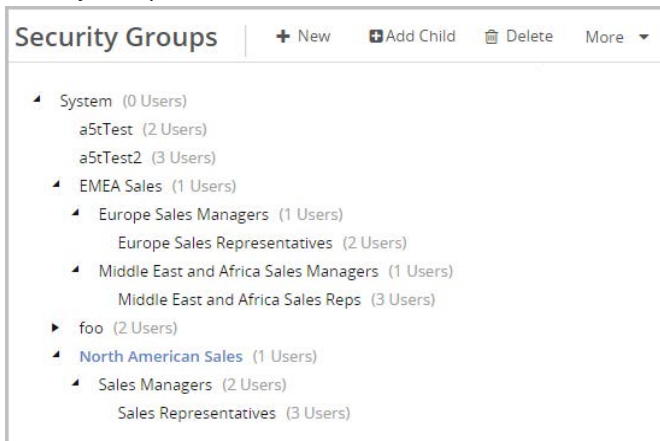 Security Groups + New Add Child Delete More
System (0 Users)
a5tTest (2 Users)
a5tTest2 (3 Users)
EMEA Sales (1 Users)
Europe Sales Managers (1 Users)
Europe Sales Representatives (2 Users)
Middle East and Africa Sales Managers (1 Users)
Middle East and Africa Sales Reps (3 Users)
foo (2 Users)
North American Sales (1 Users)
Sales Managers (2 Users)
Sales Representatives (3 Users)